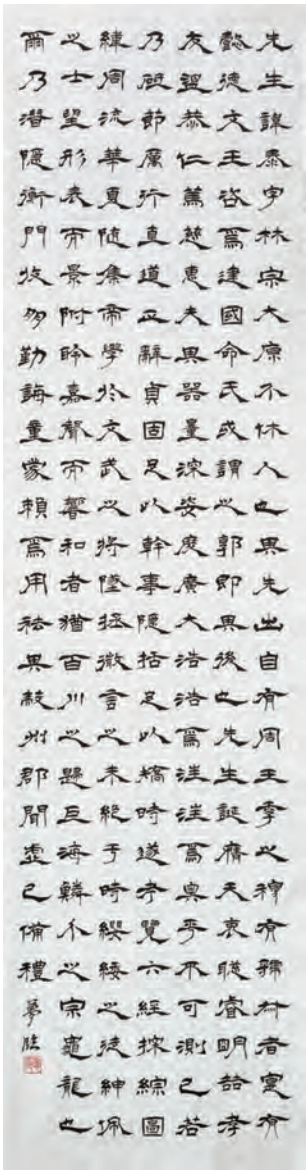 先生諱泰字林宗大原介休人也其先出自有周王季之穆有虢叔者寔有
懿德文王咨焉建國命氏或謂之郭即其後也先生誕膺天衷聰睿明哲孝
友溫恭仁篤慈惠夫其器量深姿度廣大浩浩焉汪汪焉奧乎不可測已若
乃砥節厲行直道正辭貞固足以幹事隱括足以矯時遂考覽六經探綜圖
緯周流華夏隨集帝學於文武之將墜拯微言之未絕于時纓緌之徒紳佩
之士望形表而景附聆嘉聲而響和者猶百川之歸巨海鱗介之宗龜龍也
爾乃潛隱衡門收朋勤誨童蒙賴焉用祛其蔽州郡聞虛己備禮